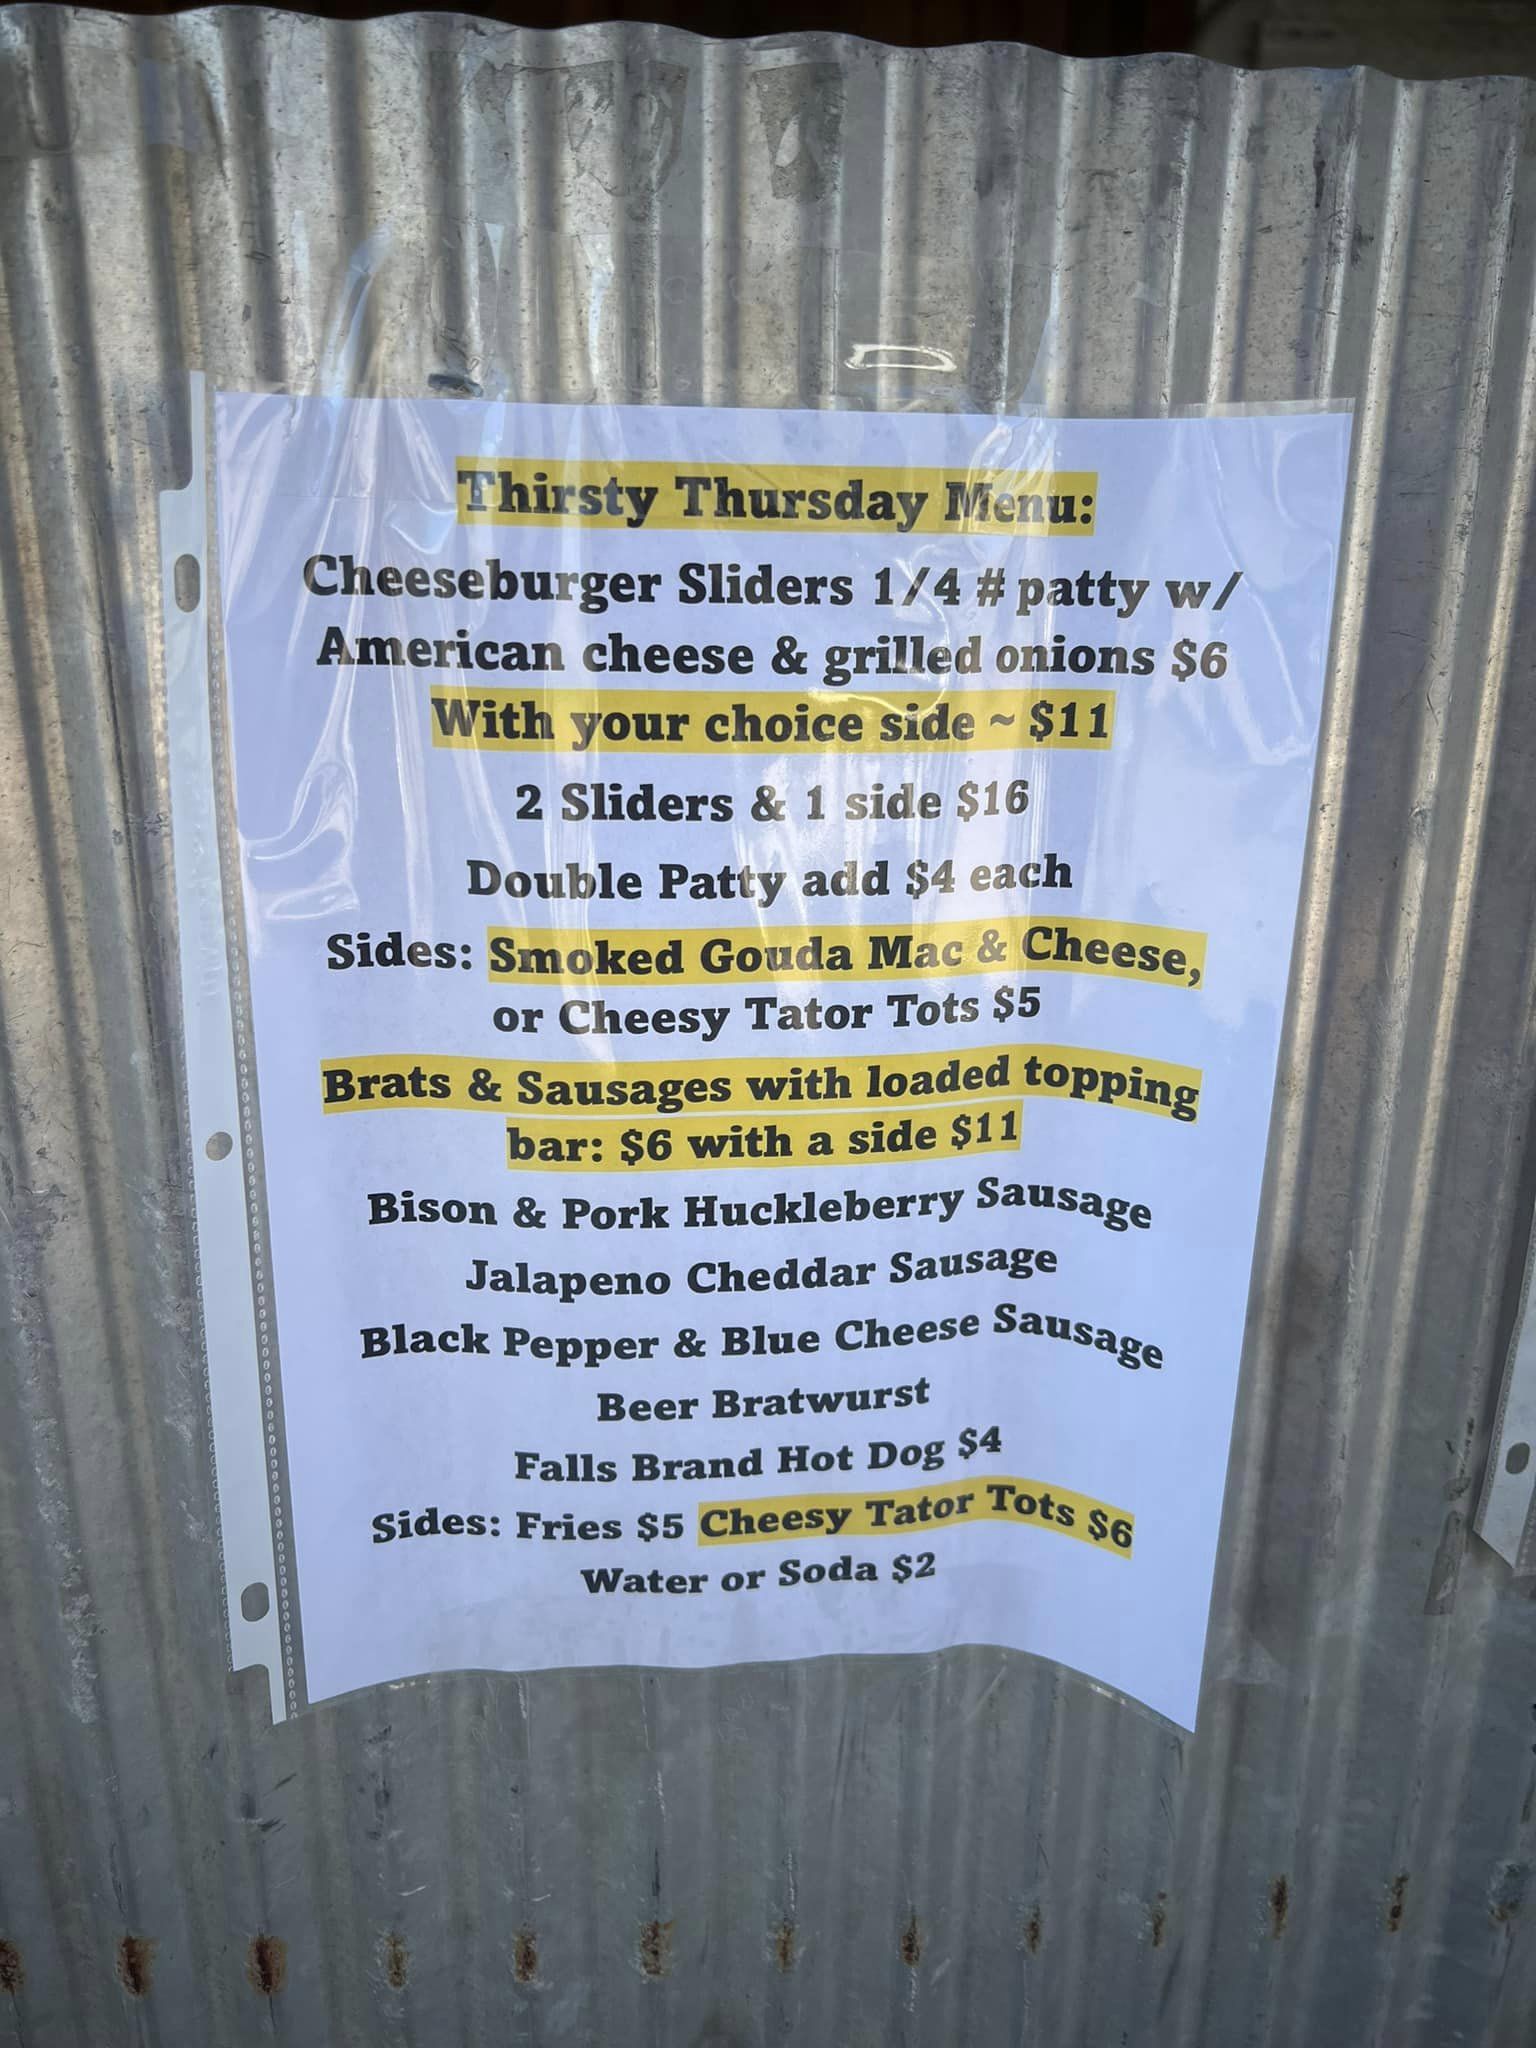 Thirsty Thursday Menu:
Cheeseburger Sliders 1/4 # patty w/
American cheese & grilled onions $6
With your choice side ~ $11
2 Sliders & 1 side $16
Double Patty add $4 each
Sides: Smoked Gouda Mac & Cheese,
or Cheesy Tator Tots $5
Brats & Sausages with loaded topping
bar: $6 with a side $11
Bison & Pork Huckleberry Sausage
Jalapeno Cheddar Sausage
Black Pepper & Blue Cheese Sausage
Beer Bratwurst
Falls Brand Hot Dog $4
Sides: Fries $5 Cheesy Tator Tots $6
Water or Soda $2